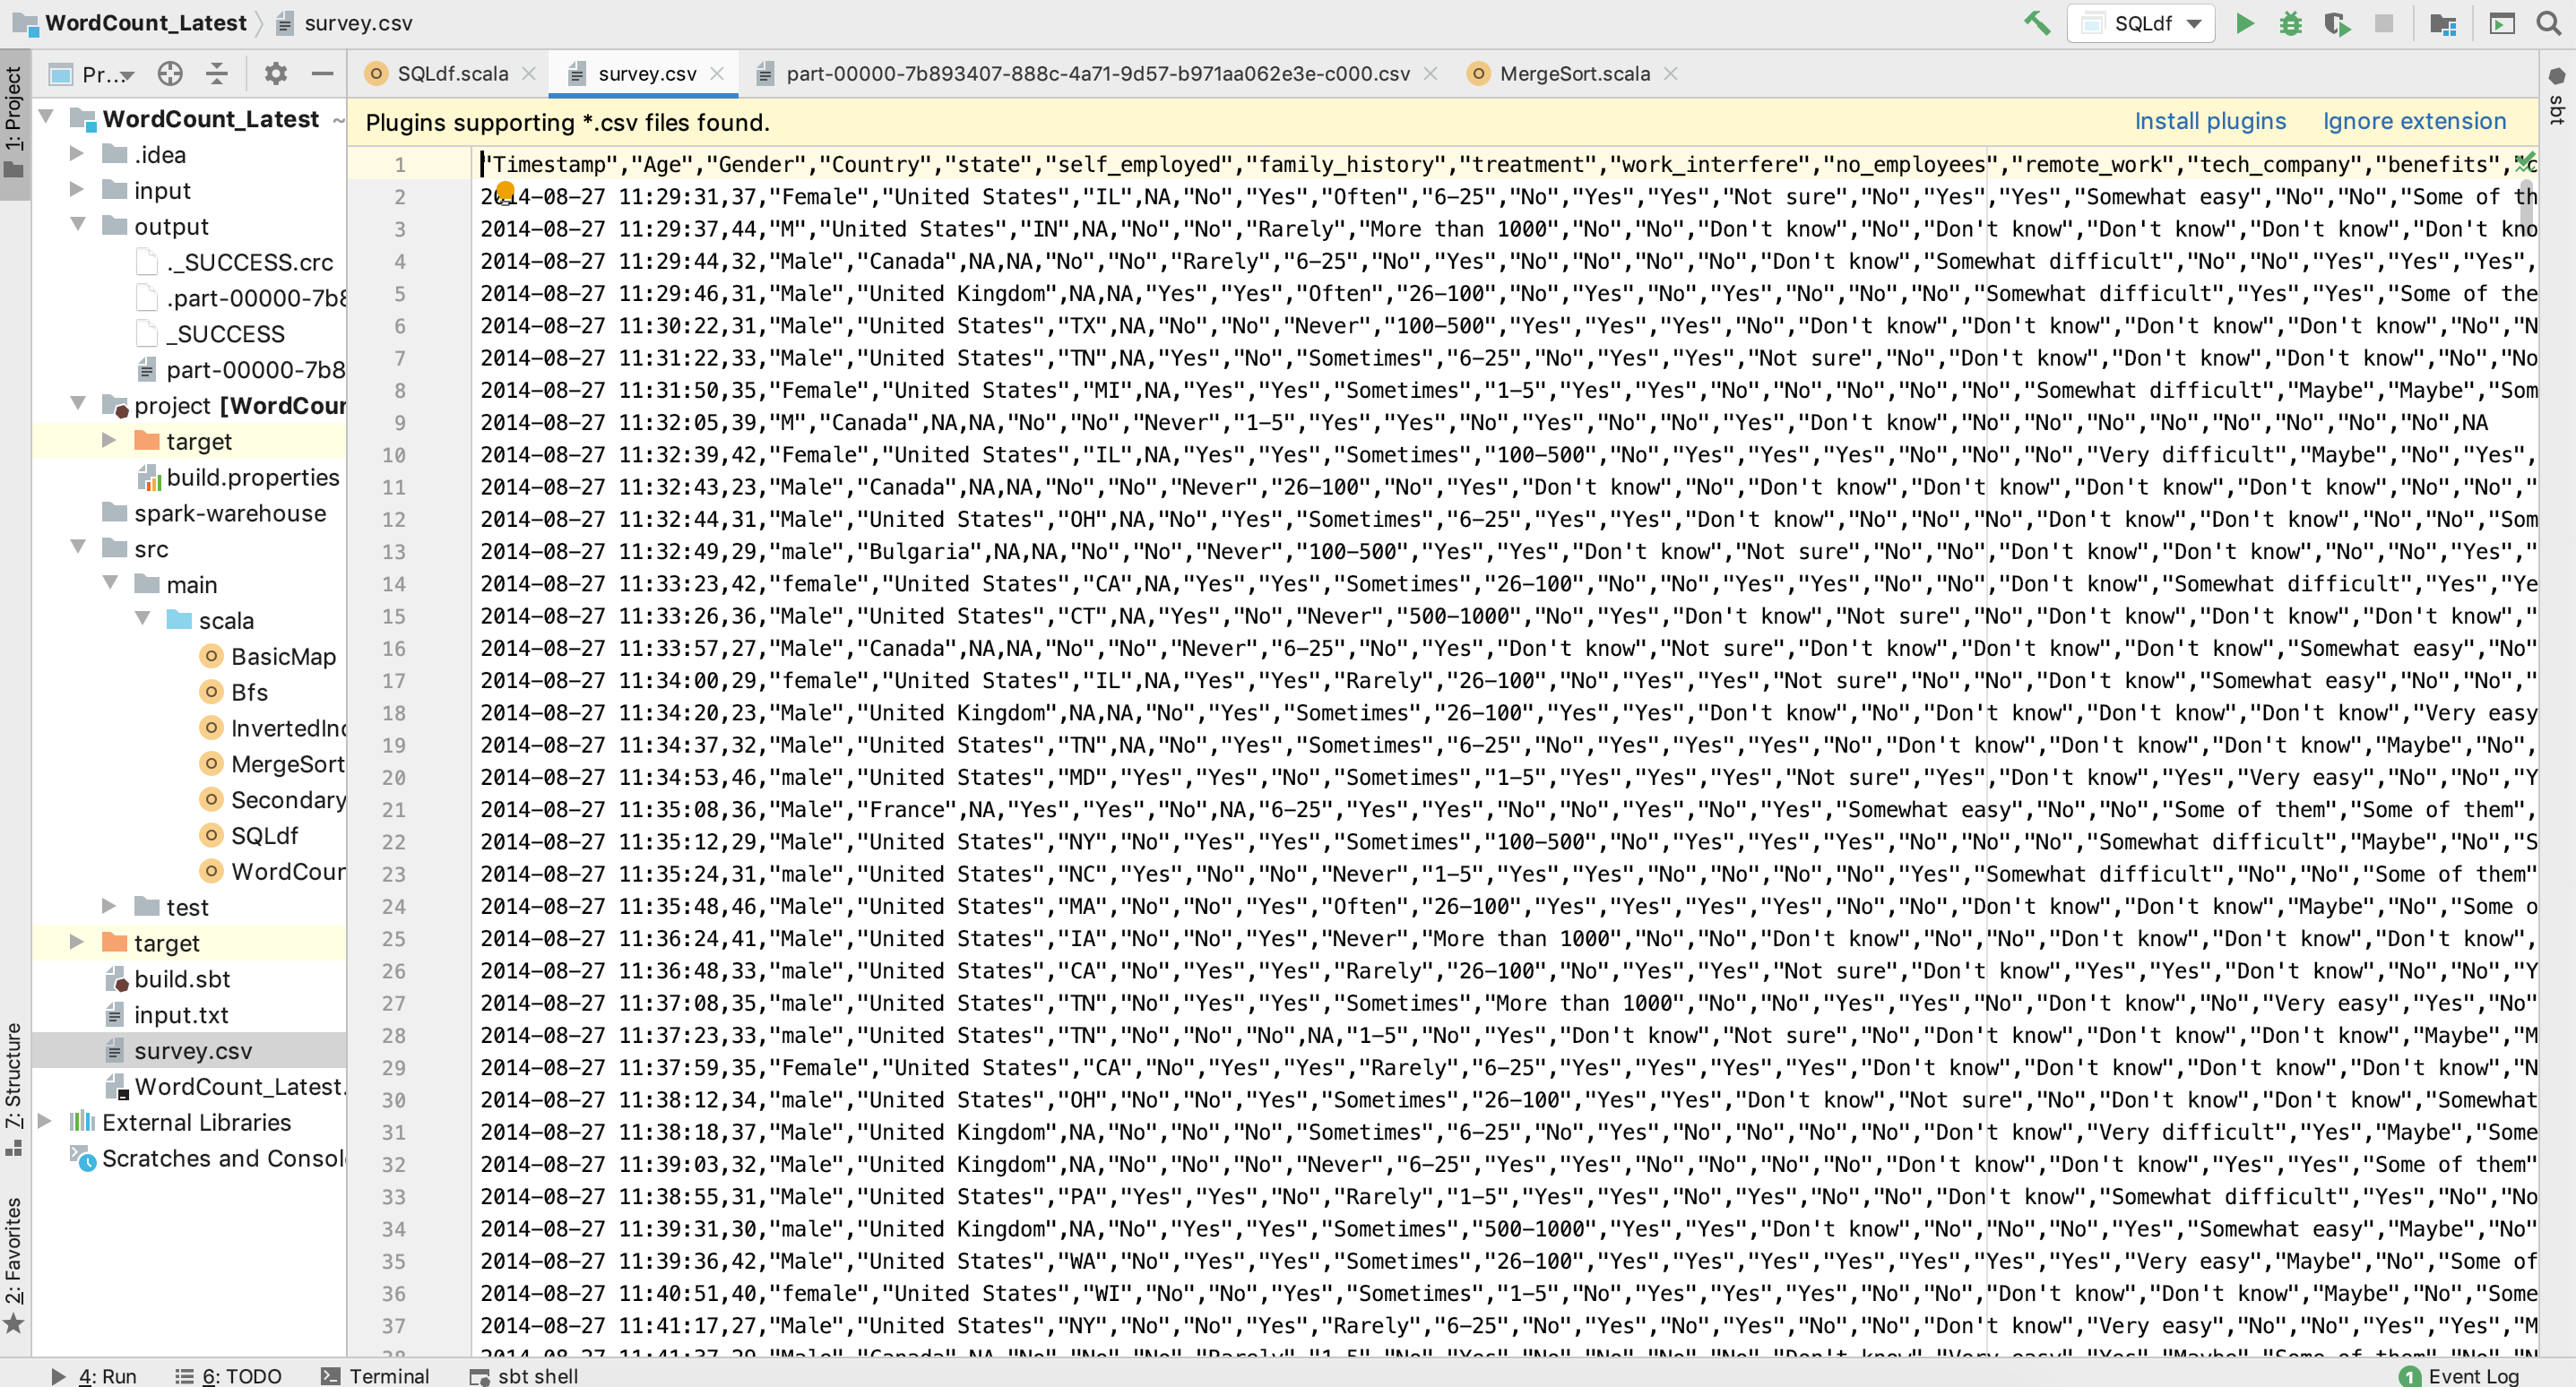 WordCount_Latest survey.csv SQLdf
1: Project
Pr...
SQLdf.scala survey.csv part-00000-7b893407-888c-4a71-9d57-b971aa062e3e-c000.csv MergeSort.scala
sbt
Plugins supporting *.csv files found. Install plugins Ignore extension
WordCount_Latest ~
.idea
input
output
._SUCCESS.crc
.part-00000-7b8
_SUCCESS
part-00000-7b8
project [WordCour
target
build.properties
spark-warehouse
src
main
scala
BasicMap
Bfs
InvertedInd
MergeSort
Secondary
SQLdf
WordCour
test
target
build.sbt
input.txt
survey.csv
WordCount_Latest.
External Libraries
Scratches and Consol
Z: Structure
2: Favorites
1 "Timestamp","Age","Gender","Country","state","self_employed","family_history","treatment","work_interfere","no_employees","remote_work","tech_company","benefits","c
2 2014-08-27 11:29:31,37,"Female","United States","IL",NA,"No","Yes","Often","6-25","No","Yes","Yes","Not sure","No","Yes","Yes","Somewhat easy","No","No","Some of th
3 2014-08-27 11:29:37,44,"M","United States","IN",NA,"No","No","Rarely","More than 1000","No","No","Don't know","No","Don't know","Don't know","Don't know","Don't kno
4 2014-08-27 11:29:44,32,"Male","Canada",NA,NA,"No","No","Rarely","6-25","No","Yes","No","No","No","No","Don't know","Somewhat difficult","No","No","Yes","Yes","Yes",
5 2014-08-27 11:29:46,31,"Male","United Kingdom",NA,NA,"Yes","Yes","Often","26-100","No","Yes","No","Yes","No","No","No","Somewhat difficult","Yes","Yes","Some of the
6 2014-08-27 11:30:22,31,"Male","United States","TX",NA,"No","No","Never","100-500","Yes","Yes","Yes","No","Don't know","Don't know","Don't know","Don't know","No","N
7 2014-08-27 11:31:22,33,"Male","United States","TN",NA,"Yes","No","Sometimes","6-25","No","Yes","Yes","Not sure","No","Don't know","Don't know","Don't know","No","No
8 2014-08-27 11:31:50,35,"Female","United States","MI",NA,"Yes","Yes","Sometimes","1-5","Yes","Yes","No","No","No","No","No","Somewhat difficult","Maybe","Maybe","Som
9 2014-08-27 11:32:05,39,"M","Canada",NA,NA,"No","No","Never","1-5","Yes","Yes","No","Yes","No","No","Yes","Don't know","No","No","No","No","No","No","No",NA
10 2014-08-27 11:32:39,42,"Female","United States","IL",NA,"Yes","Yes","Sometimes","100-500","No","Yes","Yes","Yes","No","No","No","Very difficult","Maybe","No","Yes",
11 2014-08-27 11:32:43,23,"Male","Canada",NA,NA,"No","No","Never","26-100","No","Yes","Don't know","No","Don't know","Don't know","Don't know","Don't know","No","No","
12 2014-08-27 11:32:44,31,"Male","United States","OH",NA,"No","Yes","Sometimes","6-25","Yes","Yes","Don't know","No","No","No","Don't know","Don't know","No","No","Som
13 2014-08-27 11:32:49,29,"male","Bulgaria",NA,NA,"No","No","Never","100-500","Yes","Yes","Don't know","Not sure","No","No","Don't know","Don't know","No","No","Yes","
14 2014-08-27 11:33:23,42,"female","United States","CA",NA,"Yes","Yes","Sometimes","26-100","No","No","Yes","Yes","No","No","Don't know","Somewhat difficult","Yes","Ye
15 2014-08-27 11:33:26,36,"Male","United States","CT",NA,"Yes","No","Never","500-1000","No","Yes","Don't know","Not sure","No","Don't know","Don't know","Don't know",
16 2014-08-27 11:33:57,27,"Male","Canada",NA,NA,"No","No","Never","6-25","No","Yes","Don't know","Not sure","Don't know","Don't know","Don't know","Somewhat easy","No"
17 2014-08-27 11:34:00,29,"female","United States","IL",NA,"Yes","Yes","Rarely","26-100","No","Yes","Yes","Not sure","No","No","Don't know","Somewhat easy","No","No","
18 2014-08-27 11:34:20,23,"Male","United Kingdom",NA,NA,"No","Yes","Sometimes","26-100","Yes","Yes","Don't know","No","Don't know","Don't know","Don't know","Very easy
19 2014-08-27 11:34:37,32,"Male","United States","TN",NA,"No","Yes","Sometimes","6-25","No","Yes","Yes","Yes","No","Don't know","Don't know","Don't know","Maybe","No",
20 2014-08-27 11:34:53,46,"male","United States","MD","Yes","Yes","No","Sometimes","1-5","Yes","Yes","Yes","Not sure","Yes","Don't know","Yes","Very easy","No","No","Y
21 2014-08-27 11:35:08,36,"Male","France",NA,"Yes","Yes","No",NA,"6-25","Yes","Yes","No","No","Yes","No","Yes","Somewhat easy","No","No","Some of them","Some of them",
22 2014-08-27 11:35:12,29,"Male","United States","NY","No","Yes","Yes","Sometimes","100-500","No","Yes","Yes","Yes","No","No","No","Somewhat difficult","Maybe","No","S
23 2014-08-27 11:35:24,31,"male","United States","NC","Yes","No","No","Never","1-5","Yes","Yes","No","No","No","No","Yes","Somewhat difficult","No","No","Some of them"
24 2014-08-27 11:35:48,46,"Male","United States","MA","No","No","Yes","Often","26-100","Yes","Yes","Yes","Yes","No","No","Don't know","Don't know","Maybe","No","Some o
25 2014-08-27 11:36:24,41,"Male","United States","IA","No","No","Yes","Never","More than 1000","No","No","Don't know","No","No","Don't know","Don't know","Don't know",
26 2014-08-27 11:36:48,33,"male","United States","CA","No","Yes","Yes","Rarely","26-100","No","Yes","Yes","Not sure","Don't know","Yes","Yes","Don't know","No","No","Y
27 2014-08-27 11:37:08,35,"male","United States","TN","No","Yes","Yes","Sometimes","More than 1000","No","No","Yes","Yes","No","Don't know","No","Very easy","Yes","No"
28 2014-08-27 11:37:23,33,"male","United States","TN","No","No","No",NA,"1-5","No","Yes","Don't know","Not sure","No","Don't know","Don't know","Don't know","Maybe","M
29 2014-08-27 11:37:59,35,"Female","United States","CA","No","Yes","Yes","Rarely","6-25","Yes","Yes","Yes","Yes","Yes","Don't know","Don't know","Don't know","Don't know","N
30 2014-08-27 11:38:12,34,"male","United States","OH","No","No","Yes","Sometimes","26-100","Yes","Yes","Don't know","Not sure","No","Don't know","Don't know","Somewhat
31 2014-08-27 11:38:18,37,"Male","United Kingdom",NA,"No","No","No","Sometimes","6-25","No","Yes","No","No","No","No","Don't know","Very difficult","Yes","Maybe","Some
32 2014-08-27 11:39:03,32,"Male","United Kingdom",NA,"No","No","No","Never","6-25","Yes","Yes","No","No","No","No","Don't know","Don't know","Yes","Yes","Some of them"
33 2014-08-27 11:38:55,31,"Male","United States","PA","Yes","Yes","No","Rarely","1-5","Yes","Yes","No","Yes","No","No","Don't know","Somewhat difficult","Yes","No","No
34 2014-08-27 11:39:31,30,"male","United Kingdom",NA,"No","Yes","Yes","Sometimes","500-1000","Yes","Yes","Don't know","No","No","No","Yes","Somewhat easy","Maybe","No"
35 2014-08-27 11:39:36,42,"Male","United States","WA","No","Yes","Yes","Sometimes","26-100","Yes","Yes","Yes","Yes","Yes","Yes","Yes","Very easy","Maybe","No","Some of
36 2014-08-27 11:40:51,40,"female","United States","WI","No","No","Yes","Sometimes","1-5","No","Yes","Yes","Yes","No","No","Don't know","Don't know","Maybe","No","Some
37 2014-08-27 11:41:17,27,"Male","United States","NY","No","No","Yes","Rarely","6-25","No","Yes","No","Yes","No","No","Don't know","Very easy","No","No","Yes","Yes","M
4: Run 6: TODO Terminal sbt shell 1 Event Log